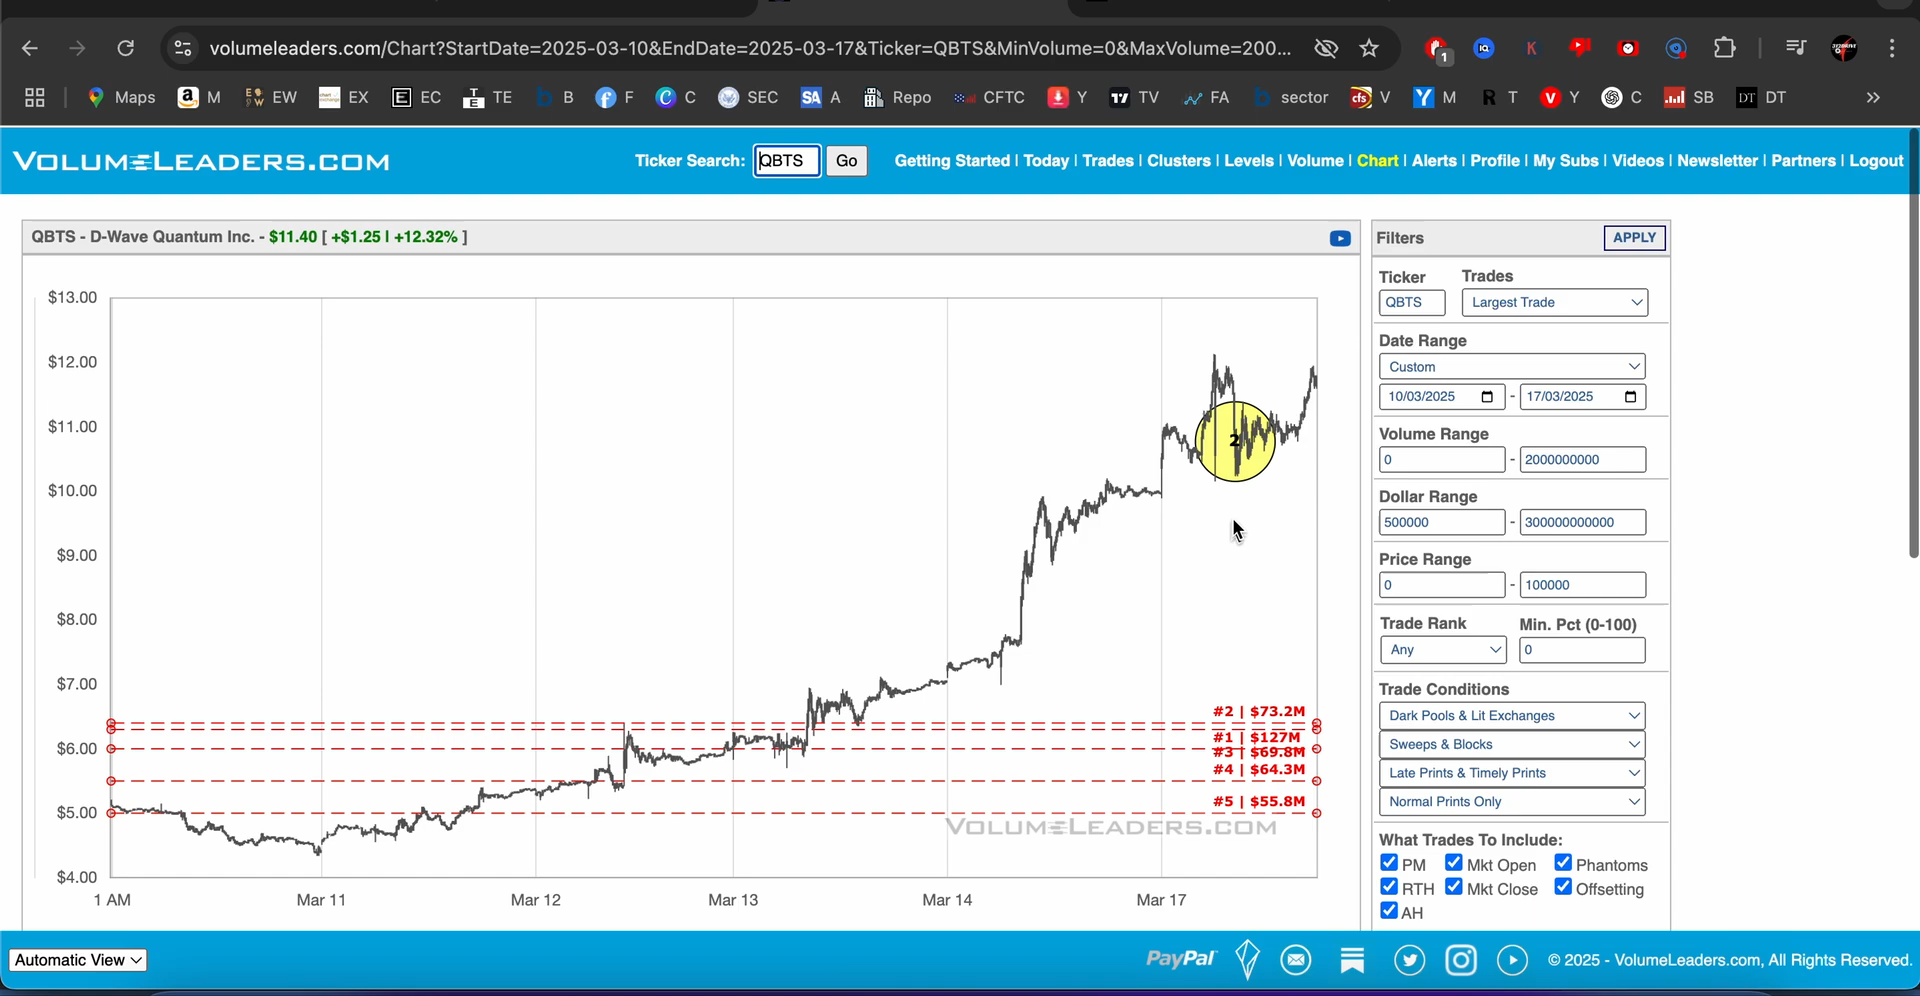 volumeleaders.com/Chart?StartDate=2025-03-10&EndDate=2025-03-17&Ticker=QBTS&MinVolume=0&MaxVolume=200...
1
Maps M EW EX EC TE B F C SEC A Repo CFTC Y TV FA sector V M T Y C SB DT
VOLUMELEADERS.COM
Ticker Search: QBTS Go
Getting Started | Today | Trades | Clusters | Levels | Volume | Chart | Alerts | Profile | My Subs | Videos | Newsletter | Partners | Logout
QBTS - D-Wave Quantum Inc. - $11.40 [ +$1.25 | +12.32% ]
$13.00
$12.00
$11.00
$10.00
$9.00
$8.00
$7.00
$6.00
$5.00
$4.00
2
#2 | $73.2M
#1 | $127M
#3 | $69.8M
#4 | $64.3M
#5 | $55.8M
VOLUMELEADERS.COM
1 AM Mar 11 Mar 12 Mar 13 Mar 14 Mar 17
Filters APPLY
Ticker Trades
QBTS Largest Trade
Date Range
Custom
10/03/2025 - 17/03/2025
Volume Range
0 - 2000000000
Dollar Range
500000 - 300000000000
Price Range
0 - 100000
Trade Rank Min. Pct (0-100)
Any 0
Trade Conditions
Dark Pools & Lit Exchanges
Sweeps & Blocks
Late Prints & Timely Prints
Normal Prints Only
What Trades To Include:
PM Mkt Open Phantoms
RTH Mkt Close Offsetting
AH
Automatic View
PayPal
© 2025 - VolumeLeaders.com, All Rights Reserved.